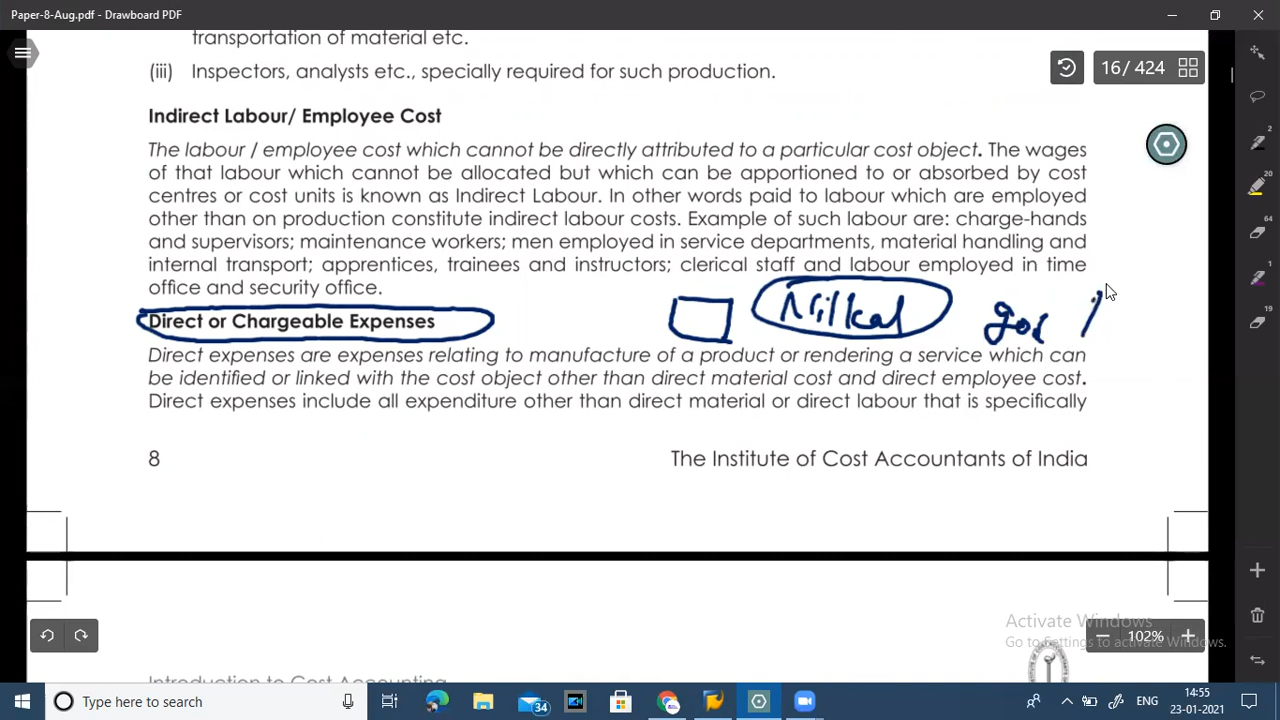 Paper-8-Aug.pdf - Drawboard PDF
transportation of material etc.
16/ 424
(iii) Inspectors, analysts etc., specially required for such production.
Indirect Labour/ Employee Cost
The labour / employee cost which cannot be directly attributed to a particular cost object. The wages
of that labour which cannot be allocated but which can be apportioned to or absorbed by cost
centres or cost units is known as Indirect Labour. In other words paid to labour which are employed
other than on production constitute indirect labour costs. Example of such labour are: charge-hands
and supervisors; maintenance workers; men employed in service departments, material handling and
internal transport; apprentices, trainees and instructors; clerical staff and labour employed in time
office and security office.
Direct or Chargeable Expenses
Direct expenses are expenses relating to manufacture of a product or rendering a service which can
be identified or linked with the cost object other than direct material cost and direct employee cost.
Direct expenses include all expenditure other than direct material or direct labour that is specifically
8 The Institute of Cost Accountants of India
20
64
19
Activate Windows
Go to Settings to activate Windows.
102%
Introduction to Cost Accounting
Type here to search
34
ENG
14:55
23-01-2021